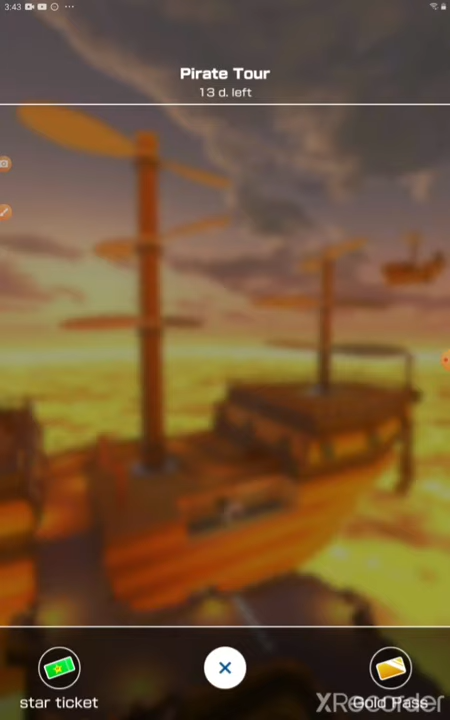 3:43
Pirate Tour
13 d. left
star ticket
Gold Pass
XRecorder